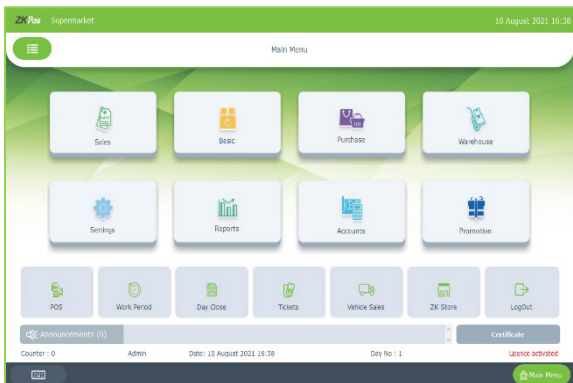 ZKPos Supermarket 10 August 2021 16:38
Main Menu
Sales Basic Purchase Warehouse
Settings Reports Accounts Promotion
POS Work Period Day Close Tickets Vehicle Sales ZK Store LogOut
Announcements (0) Certificate
Counter : 0 Admin Date: 10 August 2021 16:38 Day No : 1 Licence activated
Main Menu